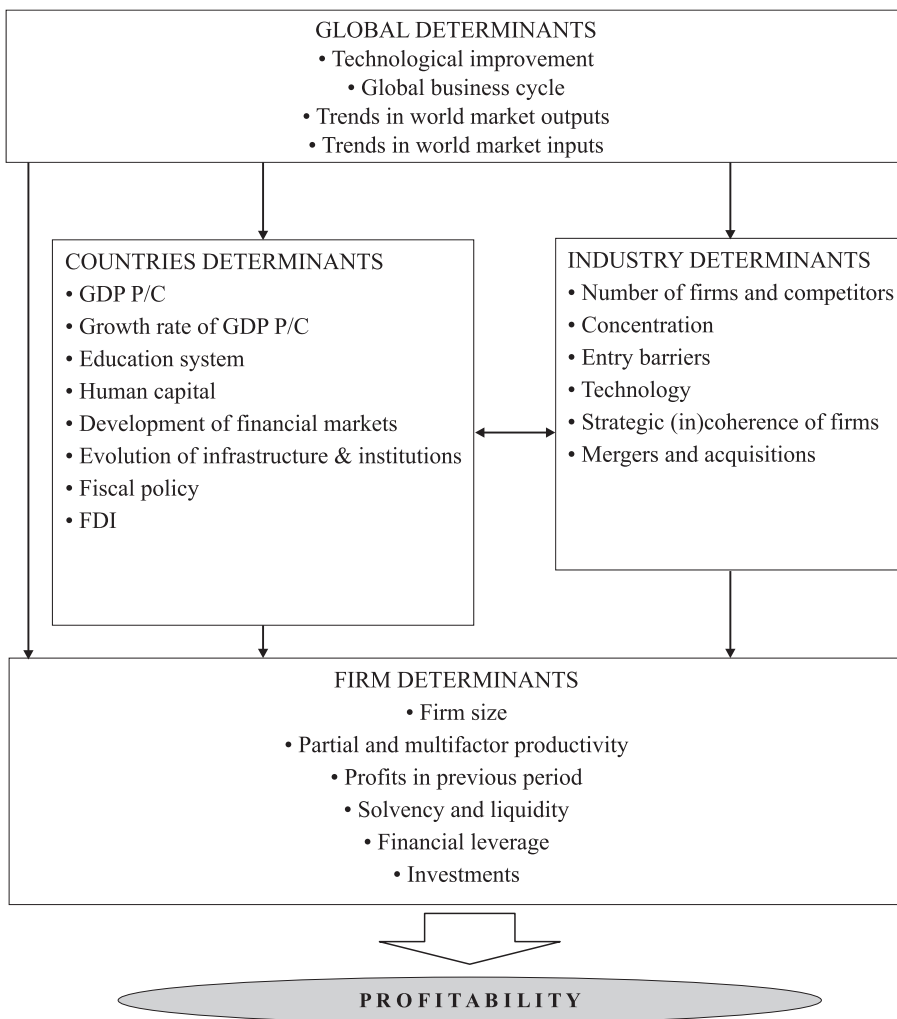 GLOBAL DETERMINANTS
• Technological improvement
• Global business cycle
• Trends in world market outputs
• Trends in world market inputs
COUNTRIES DETERMINANTS
• GDP P/C
• Growth rate of GDP P/C
• Education system
• Human capital
• Development of financial markets
• Evolution of infrastructure & institutions
• Fiscal policy
• FDI
INDUSTRY DETERMINANTS
• Number of firms and competitors
• Concentration
• Entry barriers
• Technology
• Strategic (in)coherence of firms
• Mergers and acquisitions
FIRM DETERMINANTS
• Firm size
• Partial and multifactor productivity
• Profits in previous period
• Solvency and liquidity
• Financial leverage
• Investments
PROFITABILITY